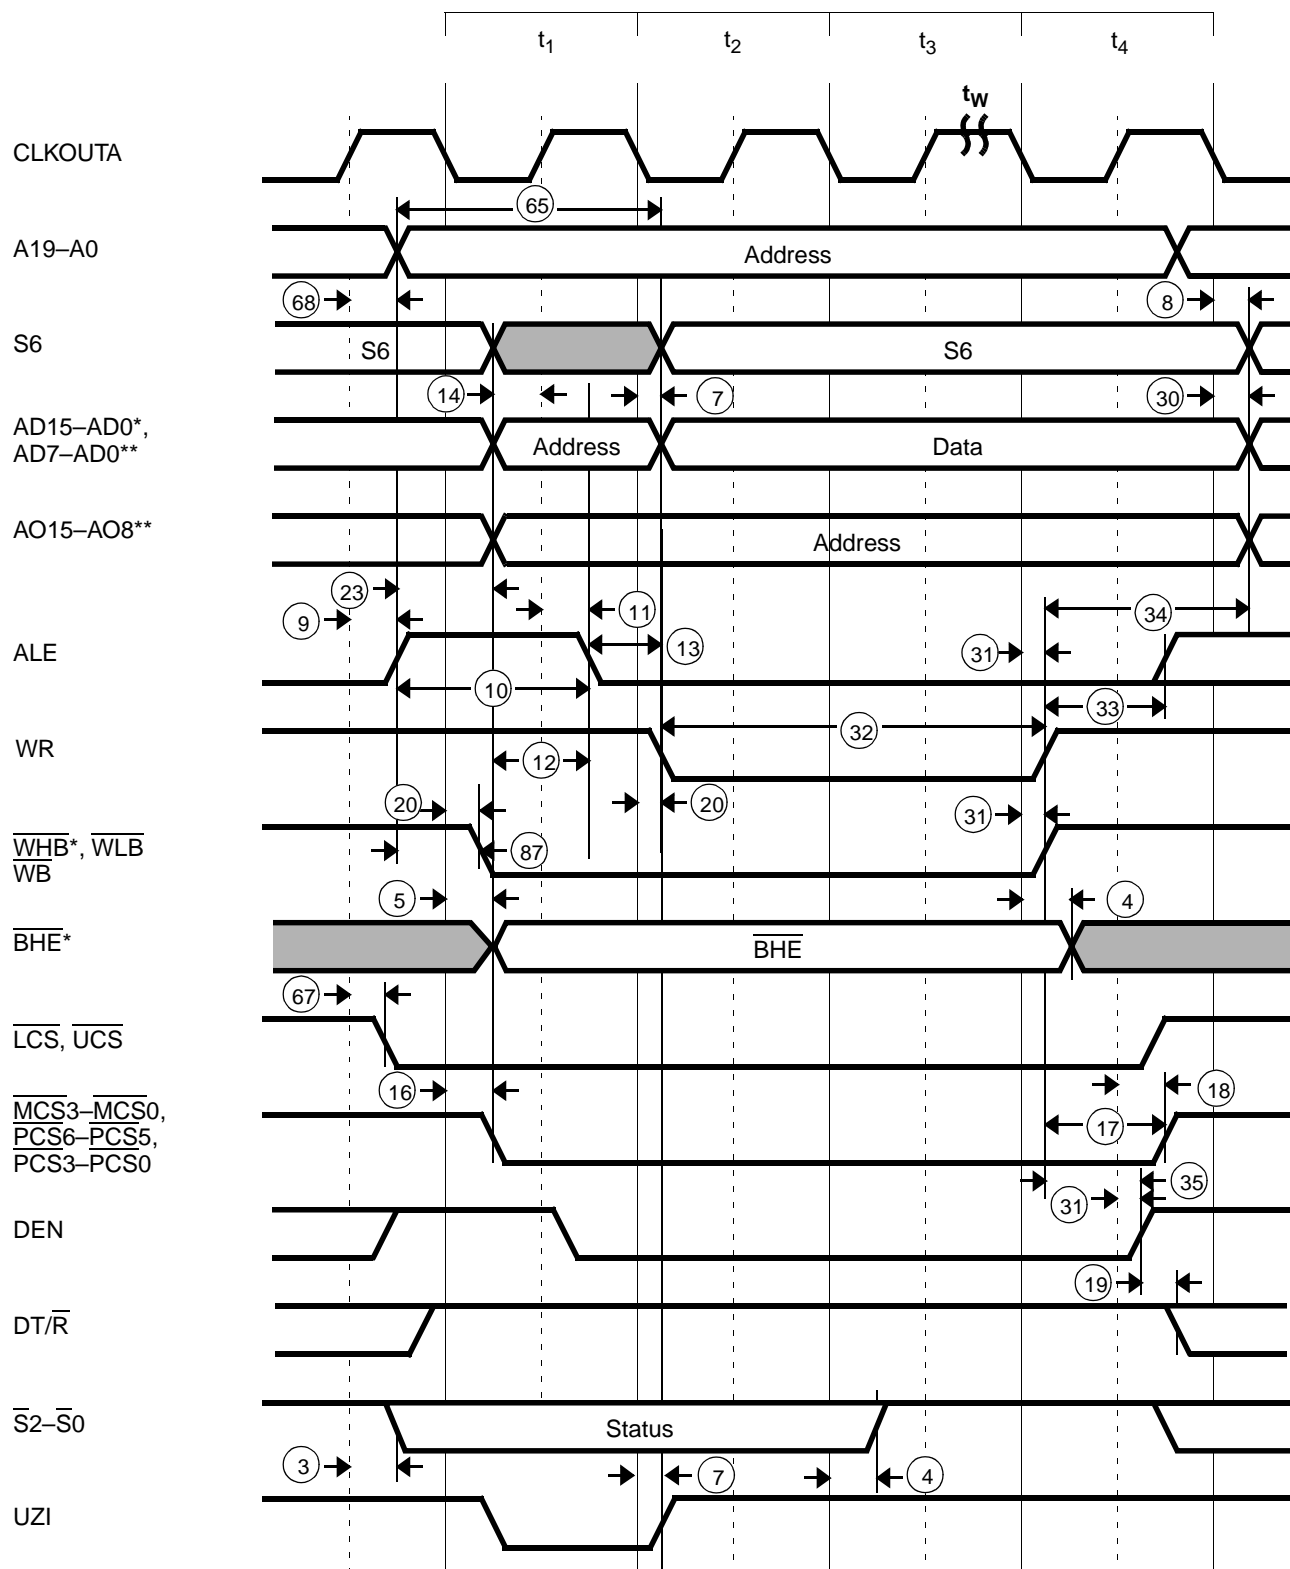 t1 t2 t3 t4
tW
CLKOUTA
65
A19–A0 Address
68 8
S6 S6 S6
14 7 30
AD15–AD0*,
AD7–AD0** Address Data
AO15–AO8** Address
23
9 11 34
ALE 13 31
10 33
WR 32
12
20 20 31
WHB*, WLB
WB 87
5 4
BHE* BHE
67
LCS, UCS
16 18
MCS3–MCS0,
PCS6–PCS5,
PCS3–PCS0 17
35
31
DEN
19
DT/R
S2–S0 Status
3 7 4
UZI